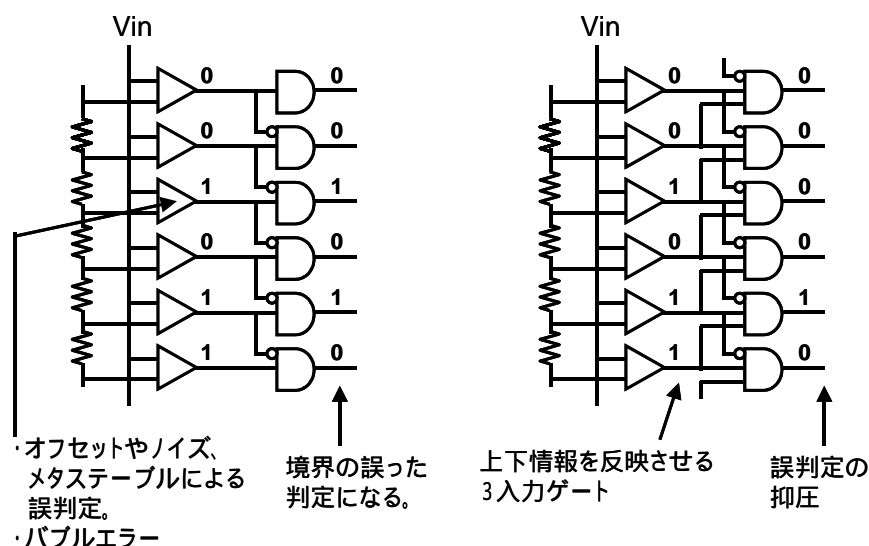 Vin
0 0
0 0
1 1
0 0
1 1
1 0
・オフセットやノイズ、
メタステーブルによる
誤判定。
・バブルエラー
境界の誤った
判定になる。
Vin
0 0
0 0
1 0
0 0
1 1
1 0
上下情報を反映させる
3入力ゲート
誤判定の
抑圧